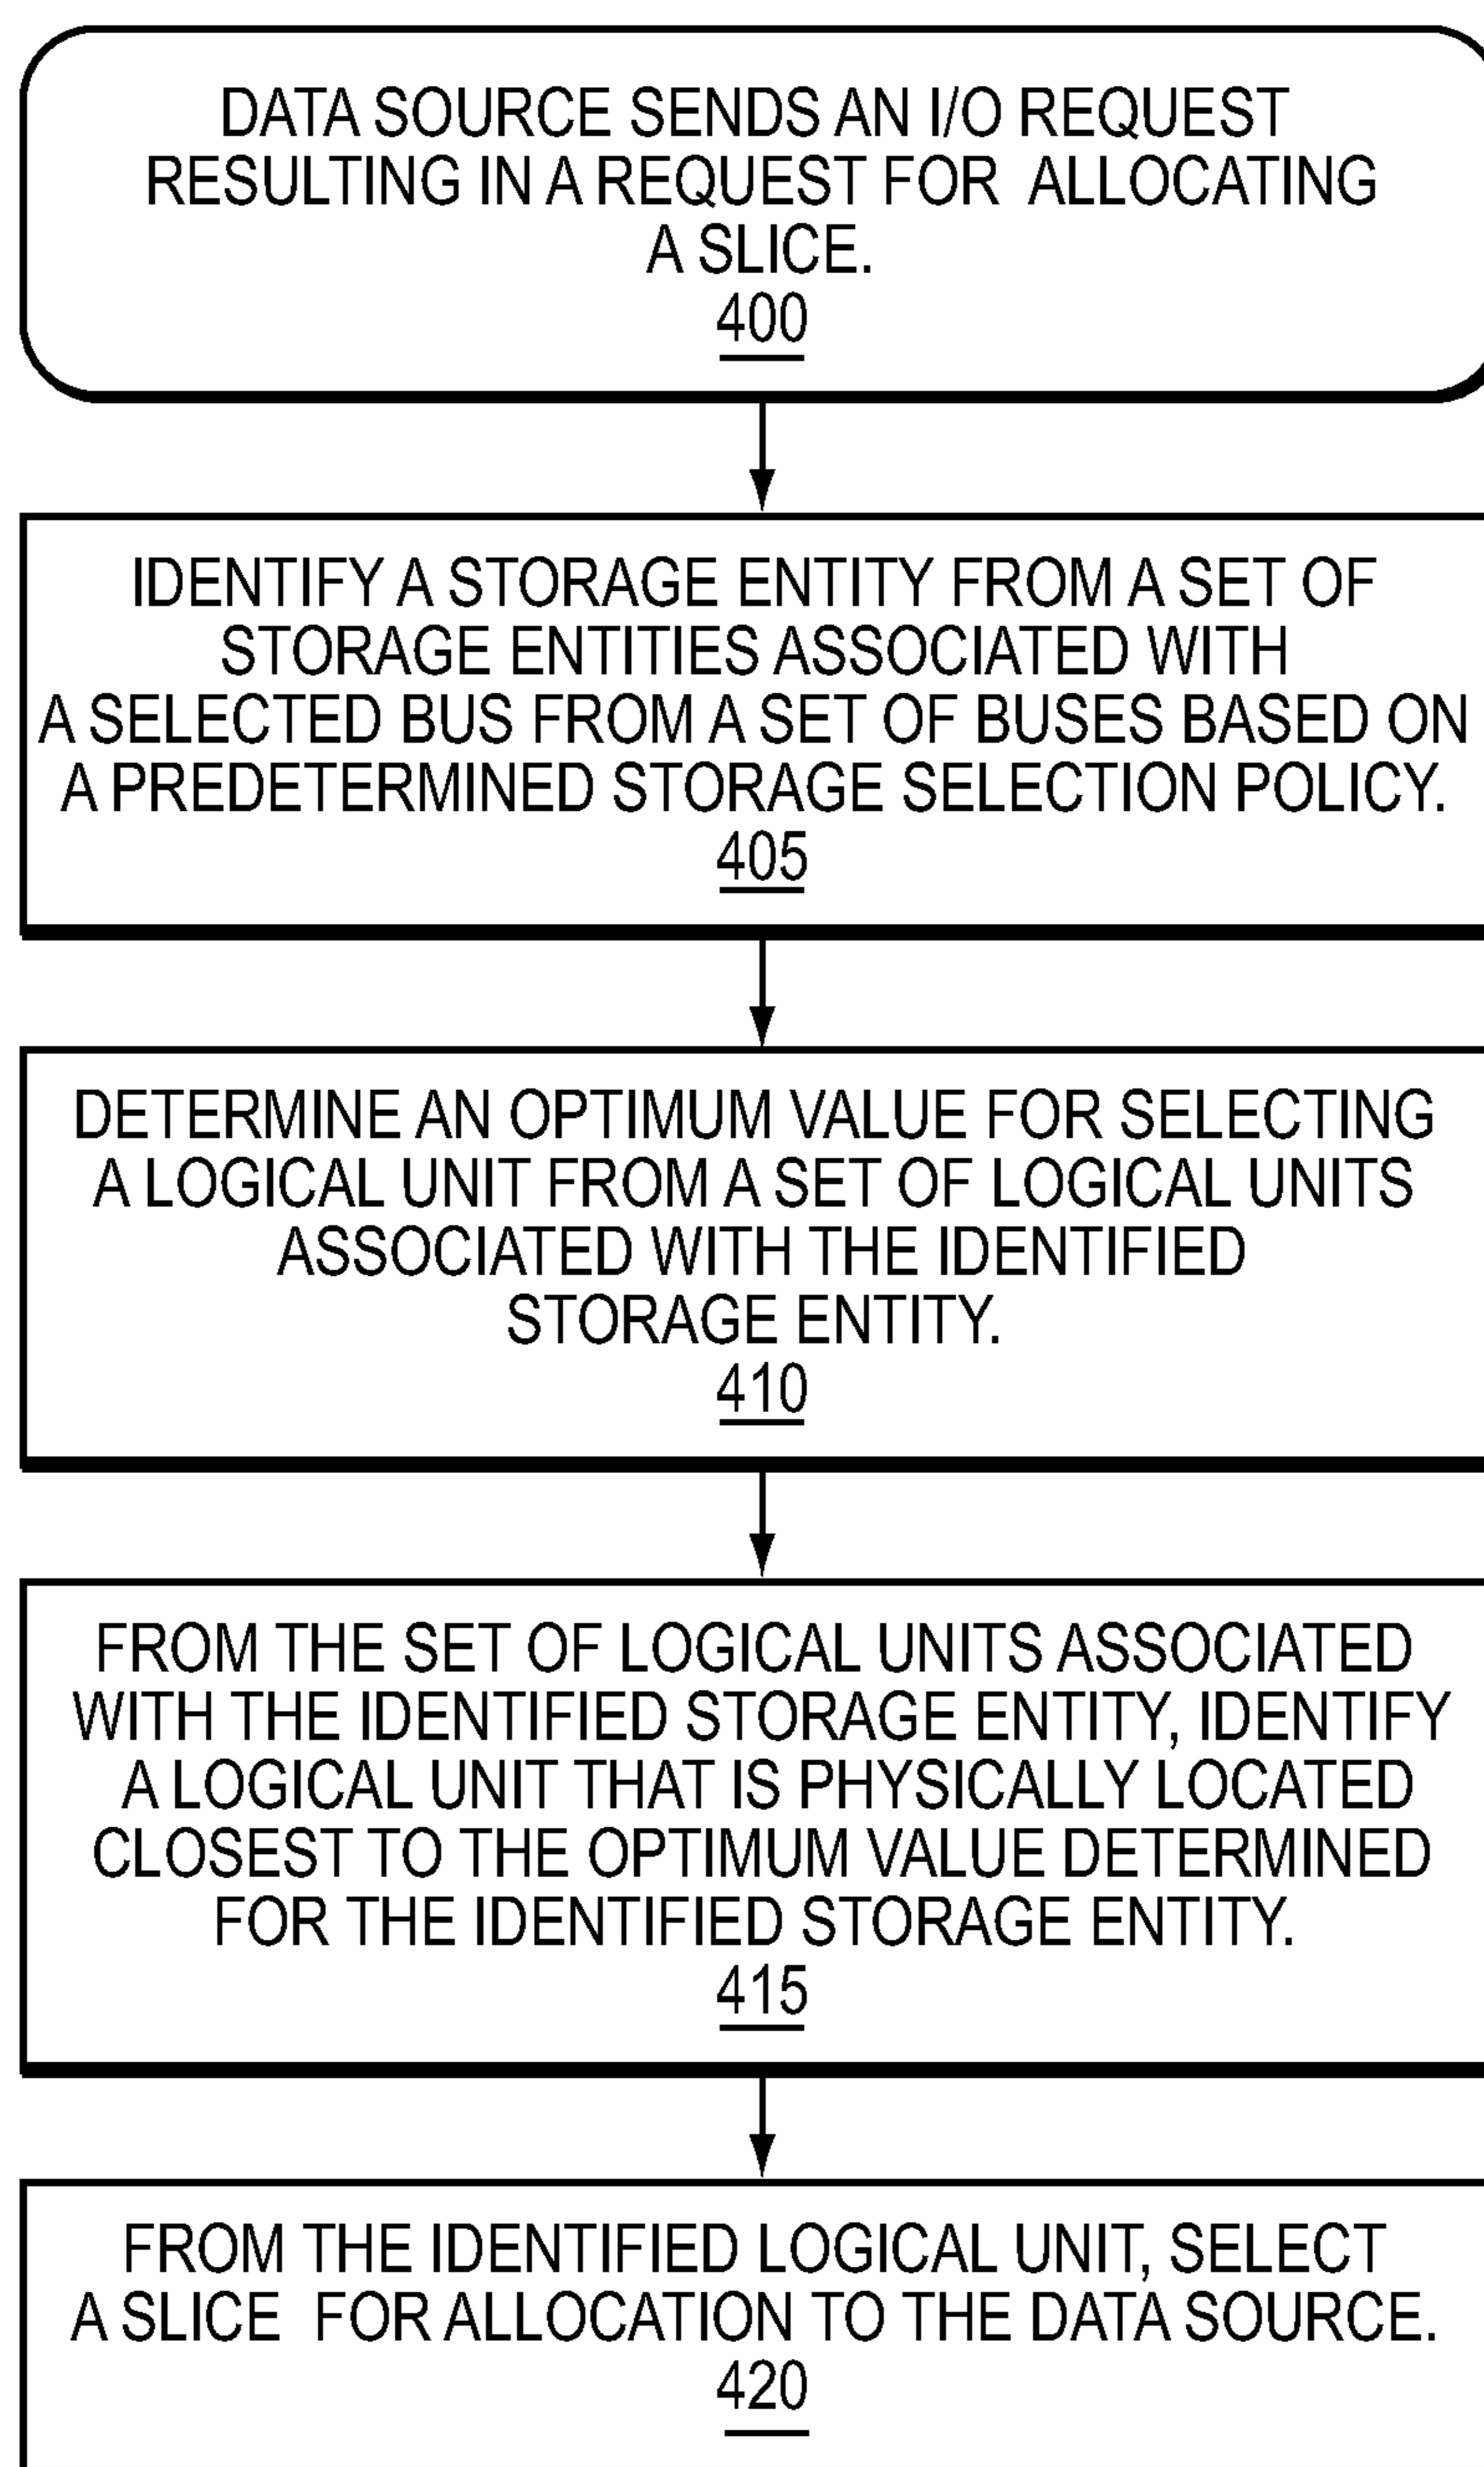 DATA SOURCE SENDS AN I/O REQUEST
RESULTING IN A REQUEST FOR ALLOCATING
A SLICE.
400
IDENTIFY A STORAGE ENTITY FROM A SET OF
STORAGE ENTITIES ASSOCIATED WITH
A SELECTED BUS FROM A SET OF BUSES BASED ON
A PREDETERMINED STORAGE SELECTION POLICY.
405
DETERMINE AN OPTIMUM VALUE FOR SELECTING
A LOGICAL UNIT FROM A SET OF LOGICAL UNITS
ASSOCIATED WITH THE IDENTIFIED
STORAGE ENTITY.
410
FROM THE SET OF LOGICAL UNITS ASSOCIATED
WITH THE IDENTIFIED STORAGE ENTITY, IDENTIFY
A LOGICAL UNIT THAT IS PHYSICALLY LOCATED
CLOSEST TO THE OPTIMUM VALUE DETERMINED
FOR THE IDENTIFIED STORAGE ENTITY.
415
FROM THE IDENTIFIED LOGICAL UNIT, SELECT
A SLICE FOR ALLOCATION TO THE DATA SOURCE.
420